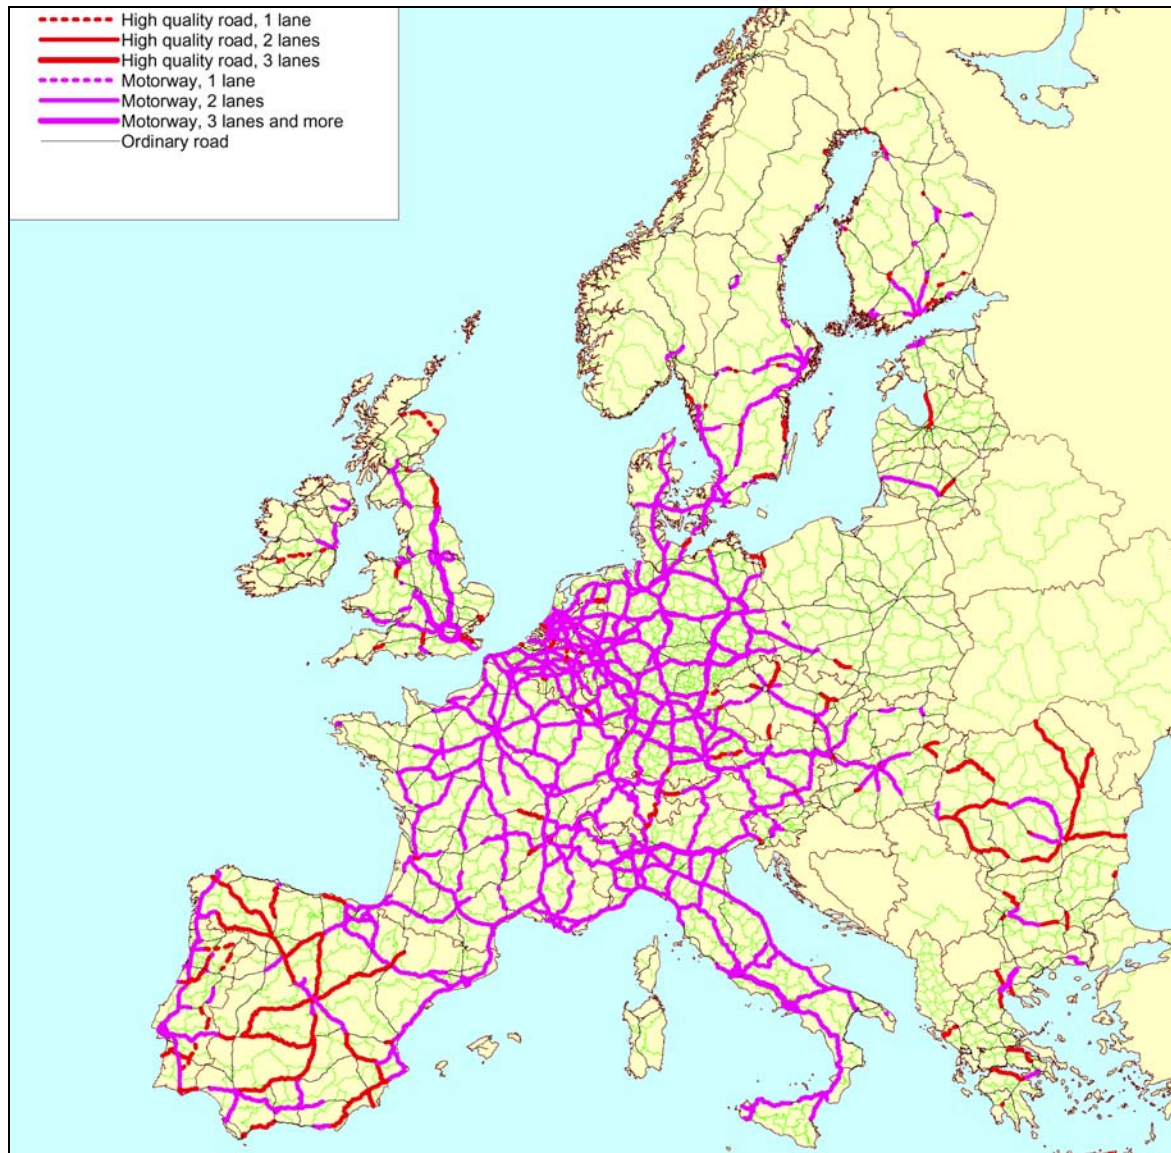 High quality road, 1 lane
High quality road, 2 lanes
High quality road, 3 lanes
Motorway, 1 lane
Motorway, 2 lanes
Motorway, 3 lanes and more
Ordinary road